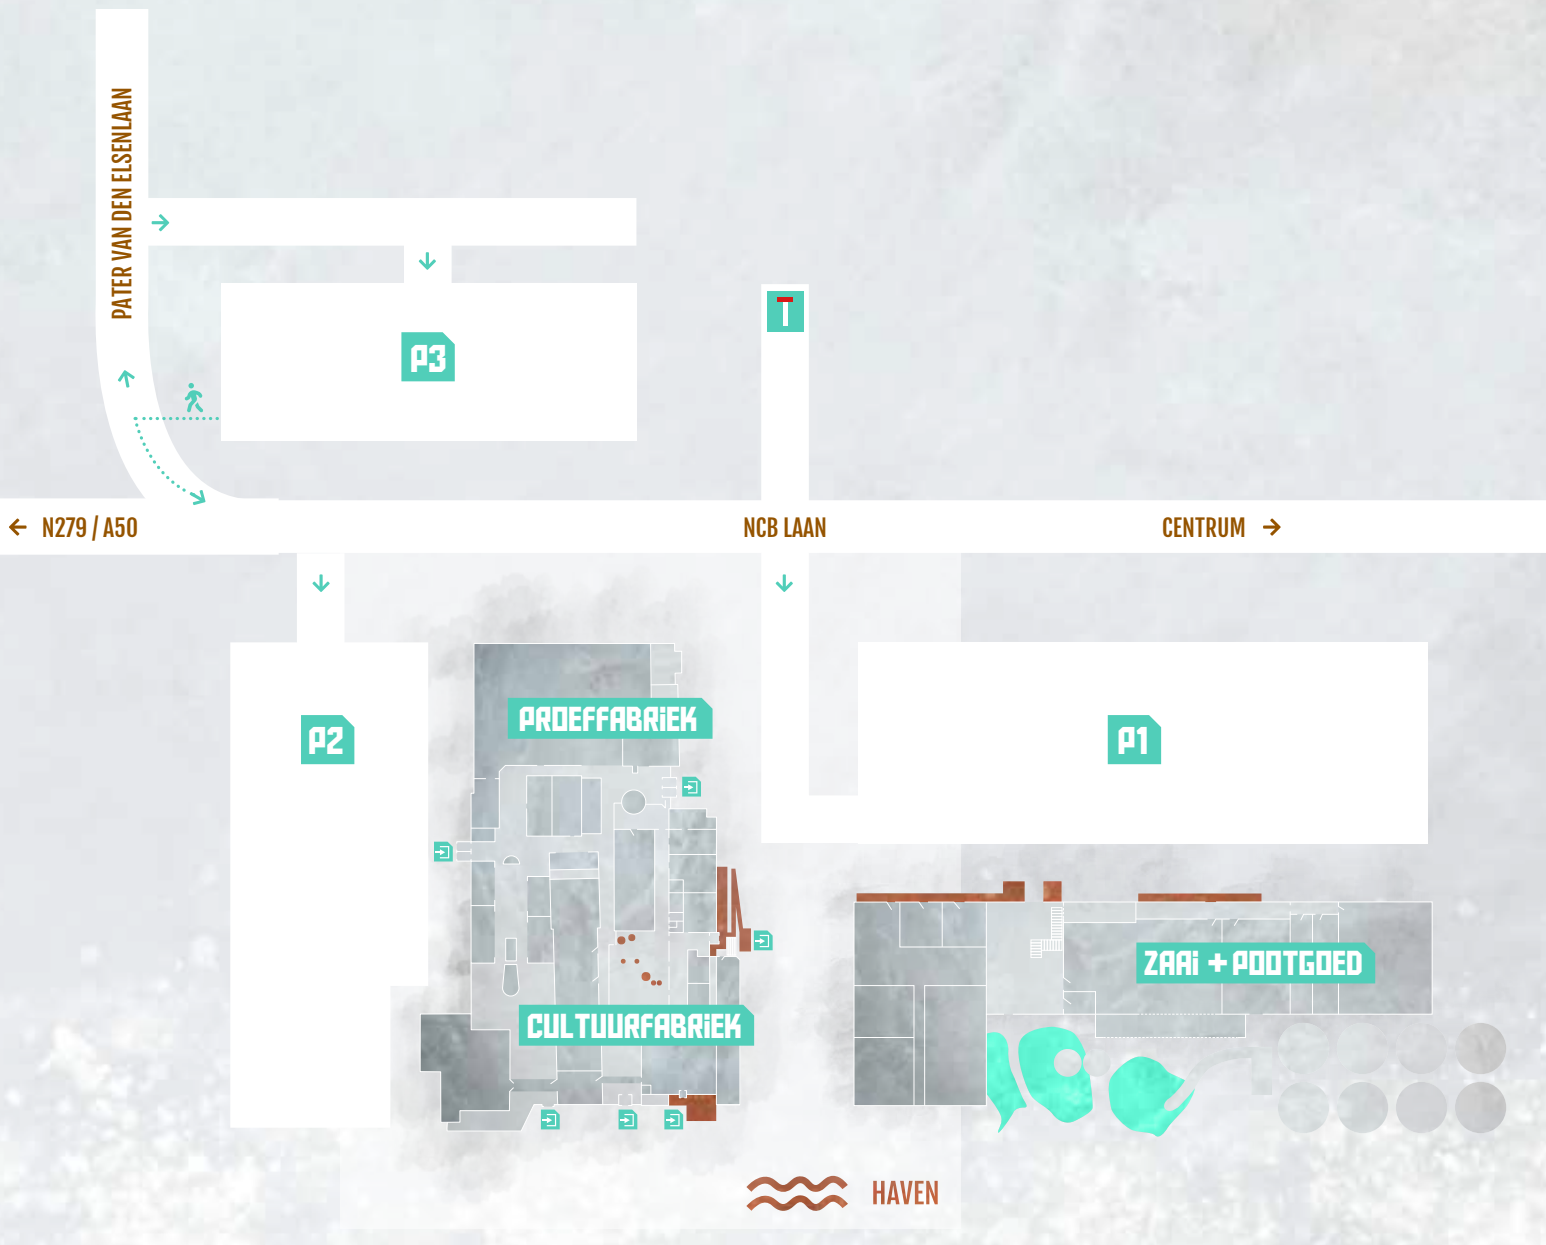 PATER VAN DEN ELSENLAAN
P3
← N279 / A50
NCB LAAN
CENTRUM →
PROEFFABRiEK
P2
P1
ZAAi + POOTGOED
CULTUURFABRiEK
HAVEN